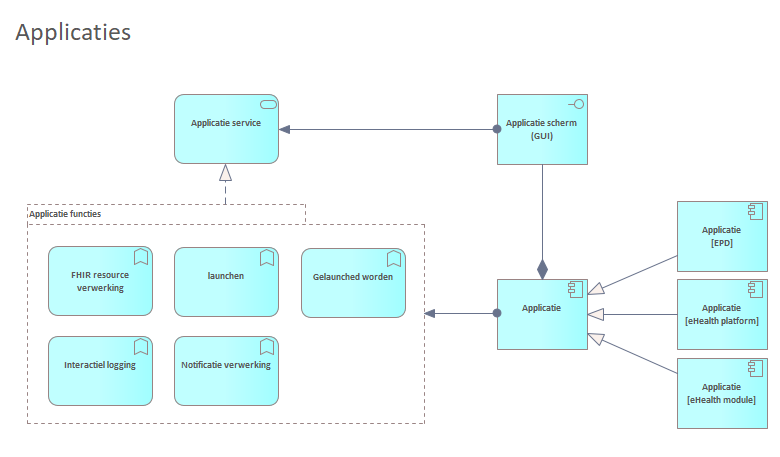 Applicaties
Applicatie service
Applicatie scherm
(GUI)
Applicatie functies
FHIR resource
verwerking
launchen
Gelaunched worden
Interactiel logging
Notificatie verwerking
Applicatie
Applicatie
[EPD]
Applicatie
[eHealth platform]
Applicatie
[eHealth module]